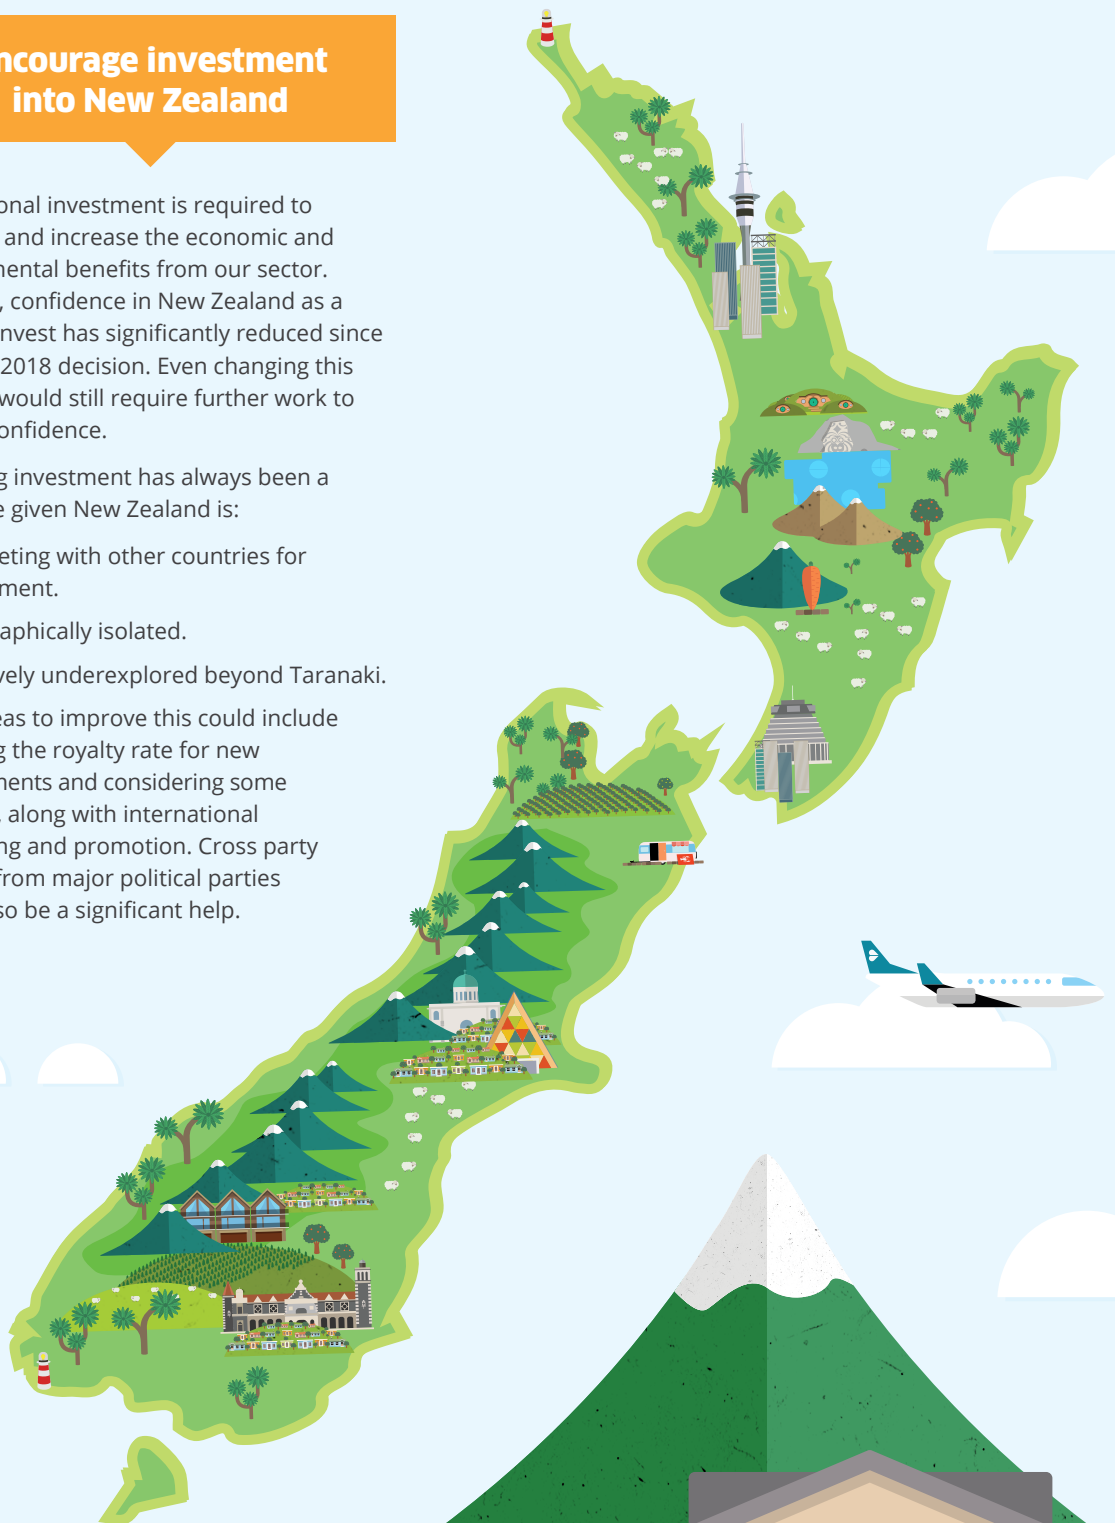 ncourage investment
into New Zealand
onal investment is required to
and increase the economic and
mental benefits from our sector.
, confidence in New Zealand as a
invest has significantly reduced since
2018 decision. Even changing this
would still require further work to
onfidence.
g investment has always been a
e given New Zealand is:
eting with other countries for
ment.
aphically isolated.
vely underexplored beyond Taranaki.
eas to improve this could include
g the royalty rate for new
ments and considering some
, along with international
ng and promotion. Cross party
from major political parties
so be a significant help.